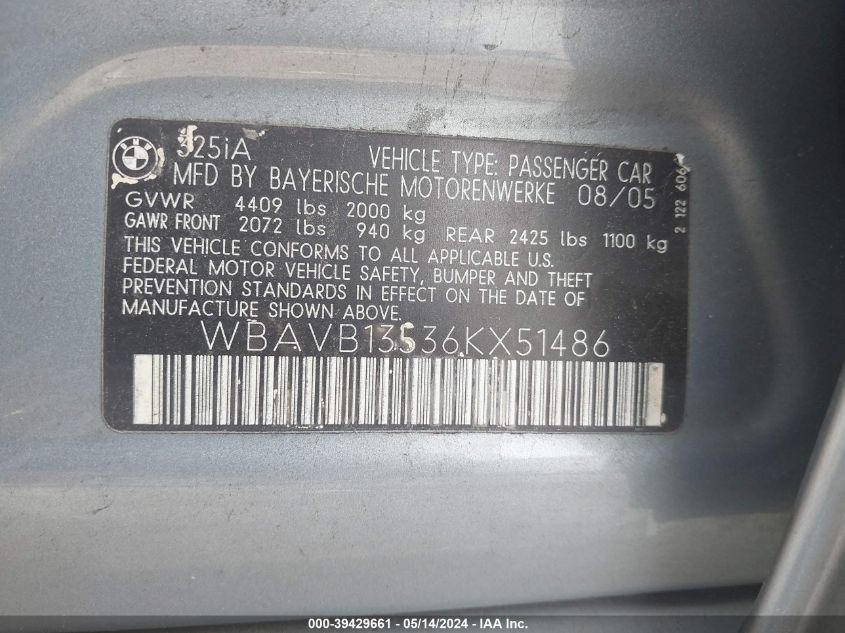 BMW
325iA
VEHICLE TYPE: PASSENGER CAR
MFD BY BAYERISCHE MOTORENWERKE 08/05
GVWR 4409 lbs 2000 kg
GAWR FRONT 2072 lbs 940 kg REAR 2425 lbs 1100 kg
THIS VEHICLE CONFORMS TO ALL APPLICABLE U.S.
FEDERAL MOTOR VEHICLE SAFETY, BUMPER AND THEFT
PREVENTION STANDARDS IN EFFECT ON THE DATE OF
MANUFACTURE SHOWN ABOVE.
WBAVB13536KX51486
2 122 606
000-39429661 - 05/14/2024 - IAAI.COM